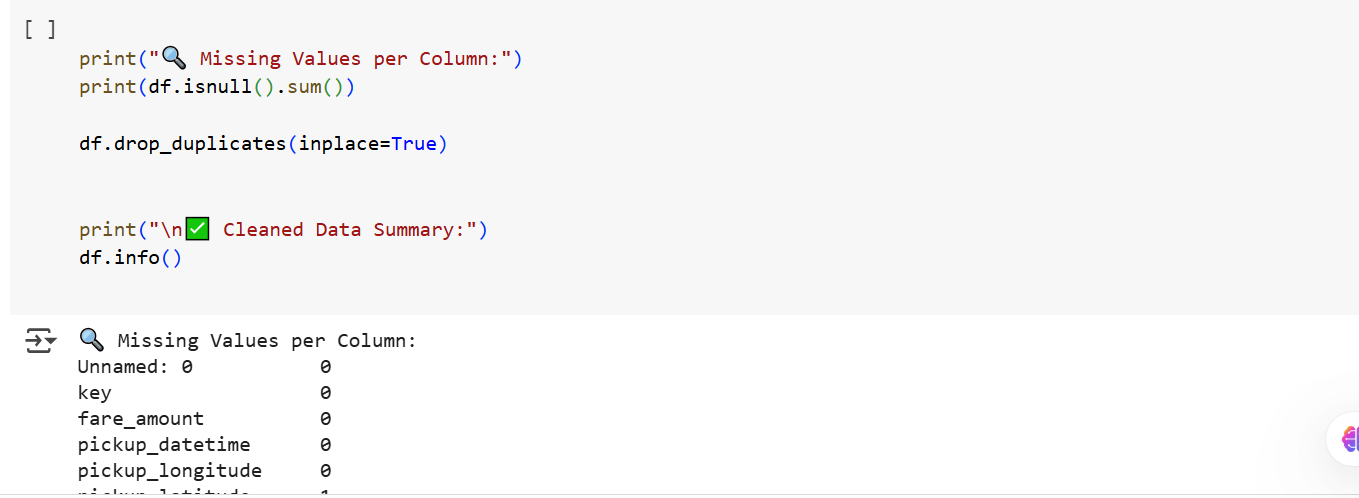 [ ]
print("🔍 Missing Values per Column:")
print(df.isnull().sum())
df.drop_duplicates(inplace=True)
print("\n✅ Cleaned Data Summary:")
df.info()
🔍 Missing Values per Column:
Unnamed: 0 0
key 0
fare_amount 0
pickup_datetime 0
pickup_longitude 0